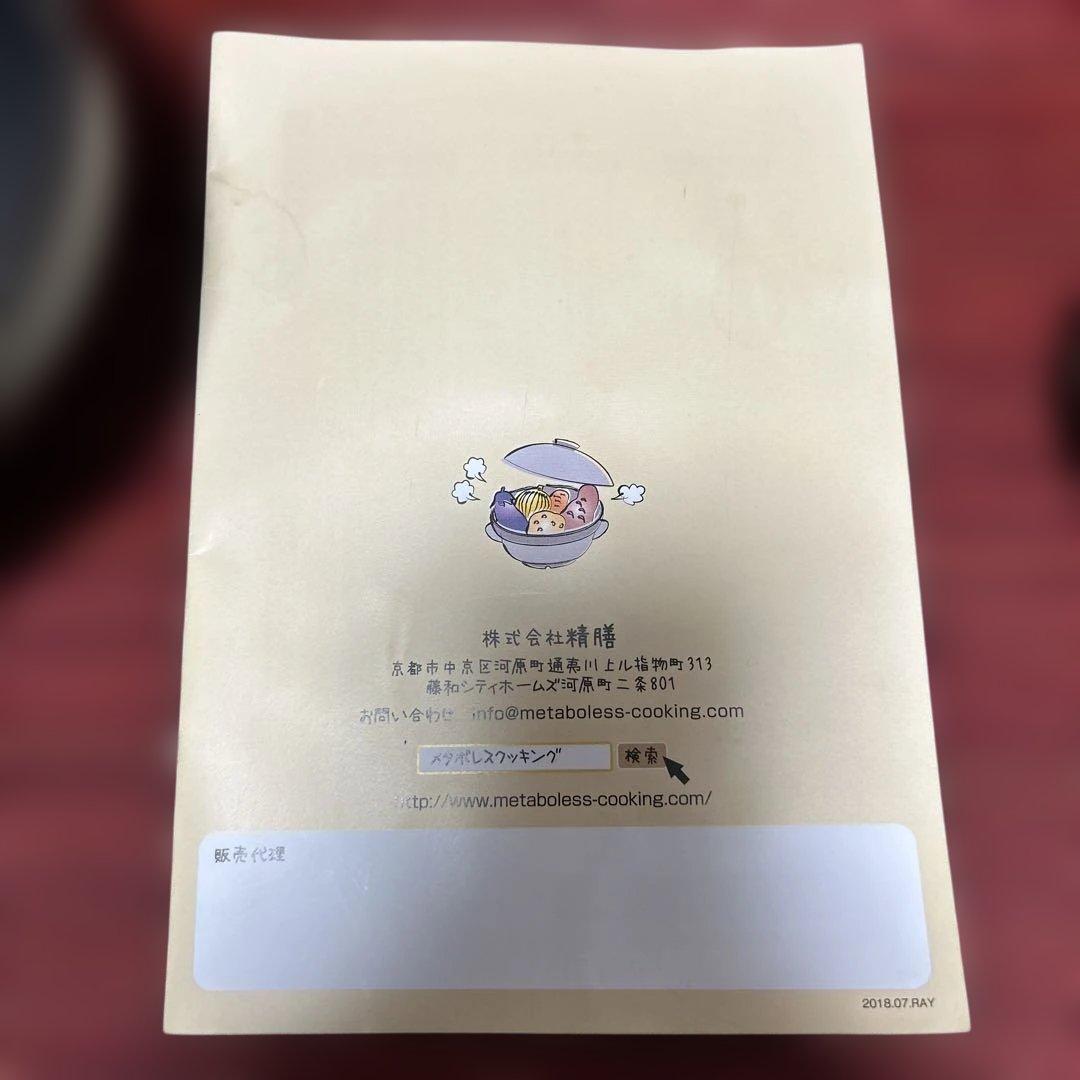 株式会社精膳
京都市中京区河原町通夷川上ル指物町313
藤和シティホームズ河原町二条801
お問い合わせ info@metaboless-cooking.com
メタボレスクッキング 検索
http://www.metaboless-cooking.com/
販売代理
2018.07.RAY